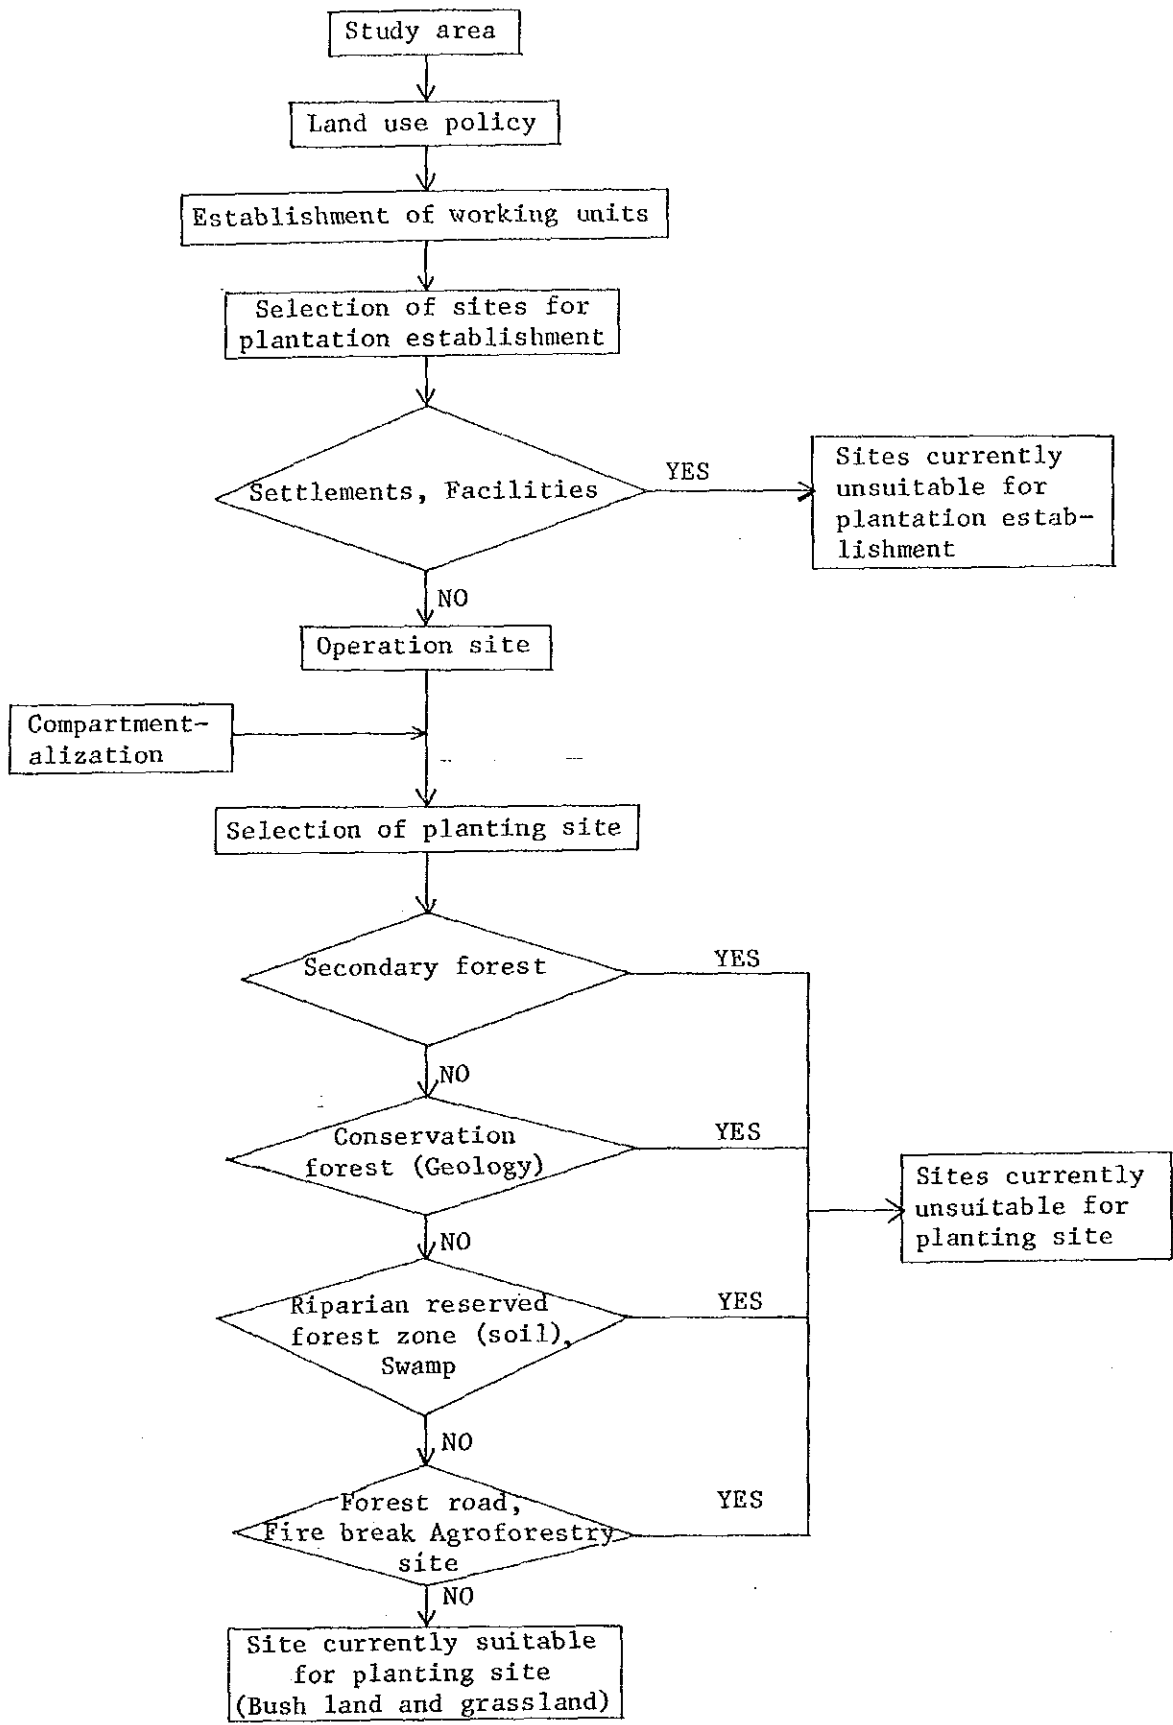 Study area
Land use policy
Establishment of working units
Selection of sites for
plantation establishment
Settlements, Facilities
YES
Sites currently
unsuitable for
plantation estab-
lishment
NO
Operation site
Compartment-
alization
Selection of planting site
Secondary forest
YES
NO
Conservation
forest (Geology)
YES
Sites currently
unsuitable for
planting site
NO
Riparian reserved
forest zone (soil),
Swamp
YES
NO
Forest road,
Fire break Agroforestry
site
YES
NO
Site currently suitable
for planting site
(Bush land and grassland)